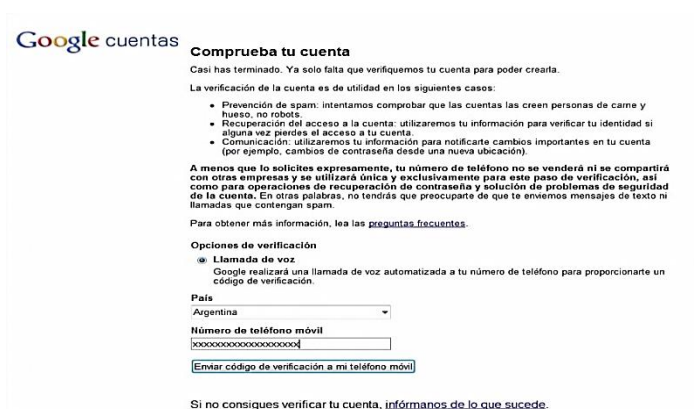 Google cuentas
Comprueba tu cuenta
Casi has terminado. Ya solo falta que verifiquemos tu cuenta para poder crearla.
La verificación de la cuenta es de utilidad en los siguientes casos:
• Prevención de spam: intentamos comprobar que las cuentas las creen personas de carne y
hueso, no robots.
• Recuperación del acceso a la cuenta: utilizaremos tu información para verificar tu identidad si
alguna vez pierdes el acceso a tu cuenta.
• Comunicación: utilizaremos tu información para notificarte cambios importantes en tu cuenta
(por ejemplo, cambios de contraseña desde una nueva ubicación).
A menos que lo solicites expresamente, tu número de teléfono no se venderá ni se compartirá
con otras empresas y se utilizará única y exclusivamente para este paso de verificación, así
como para operaciones de recuperación de contraseña y solución de problemas de seguridad
de la cuenta. En otras palabras, no tendrás que preocuparte de que te enviemos mensajes de texto ni
llamadas que contengan spam.
Para obtener más información, lea las preguntas frecuentes.
Opciones de verificación
Llamada de voz
Google realizará una llamada de voz automatizada a tu número de teléfono para proporcionarte un
código de verificación.
País
Argentina
Número de teléfono móvil
xxxxxxxxxxxxxxxxxxx
Enviar código de verificación a mi teléfono móvil
Si no consigues verificar tu cuenta, infórmanos de lo que sucede.